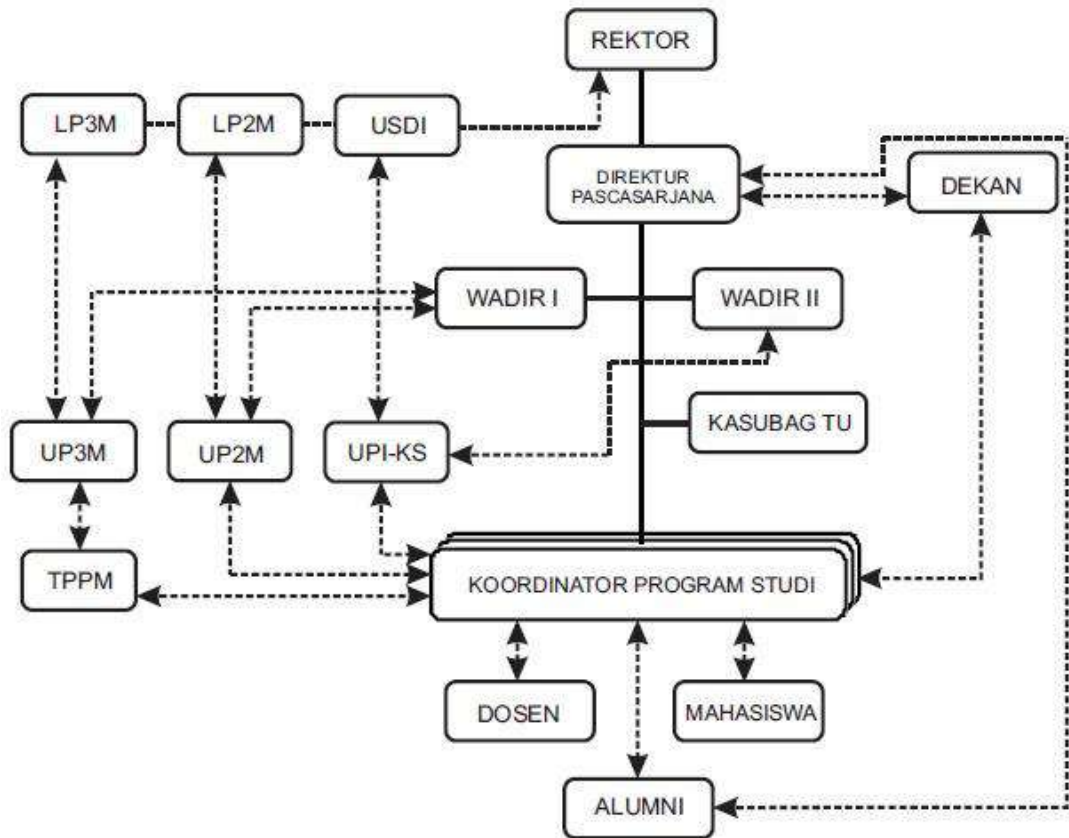 REKTOR
LP3M
LP2M
USDI
DIREKTUR
PASCASARJANA
DEKAN
WADIR I
WADIR II
KASUBAG TU
UP3M
UP2M
UPI-KS
TPPM
KOORDINATOR PROGRAM STUDI
DOSEN
MAHASISWA
ALUMNI